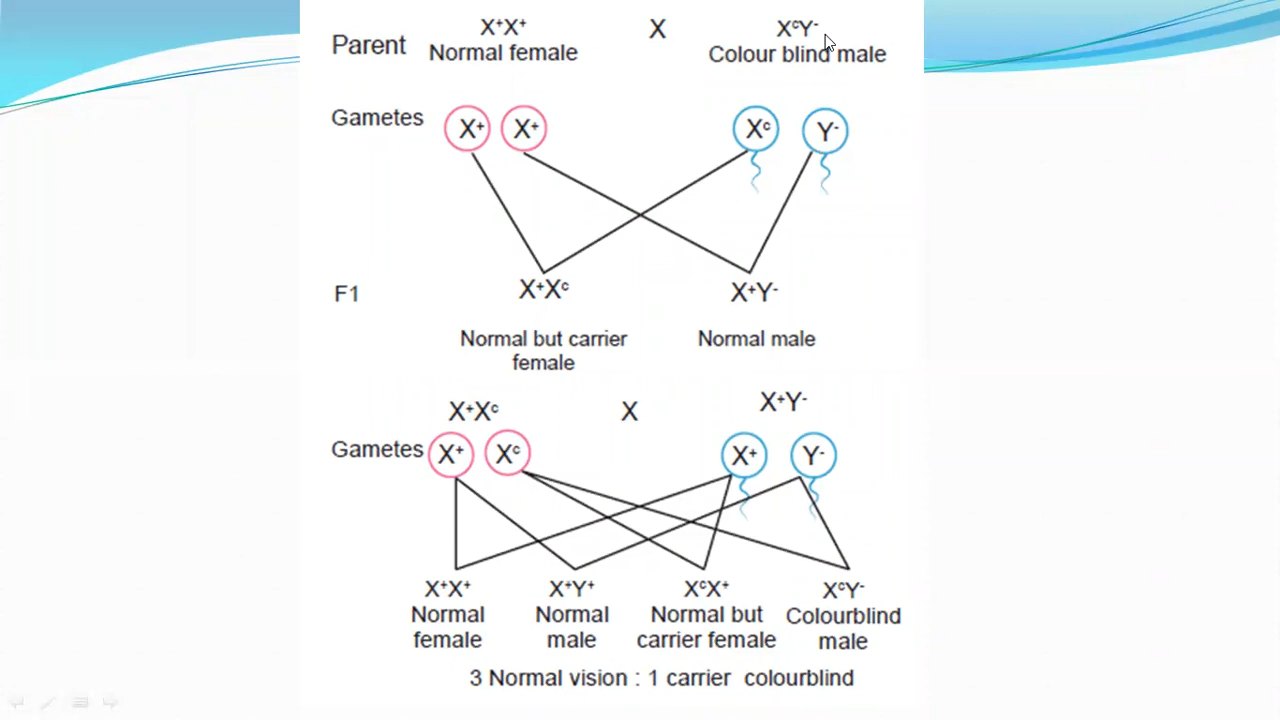 X⁺X⁺ X XᶜY⁻
Parent Normal female Colour blind male
Gametes X⁺ X⁺ Xᶜ Y⁻
F1 X⁺Xᶜ X⁺Y⁻
Normal but carrier Normal male
female
X⁺Xᶜ X X⁺Y⁻
Gametes X⁺ Xᶜ X⁺ Y⁻
X⁺X⁺ X⁺Y⁺ XᶜX⁺ XᶜY⁻
Normal Normal Normal but Colourblind
female male carrier female male
3 Normal vision : 1 carrier colourblind